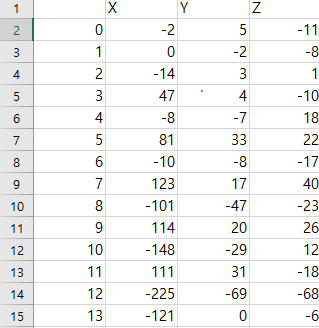 1 X Y Z
2 0 -2 5 -11
3 1 0 -2 -8
4 2 -14 3 1
5 3 47 4 -10
6 4 -8 -7 18
7 5 81 33 22
8 6 -10 -8 -17
9 7 123 17 40
10 8 -101 -47 -23
11 9 114 20 26
12 10 -148 -29 12
13 11 111 31 -18
14 12 -225 -69 -68
15 13 -121 0 -6